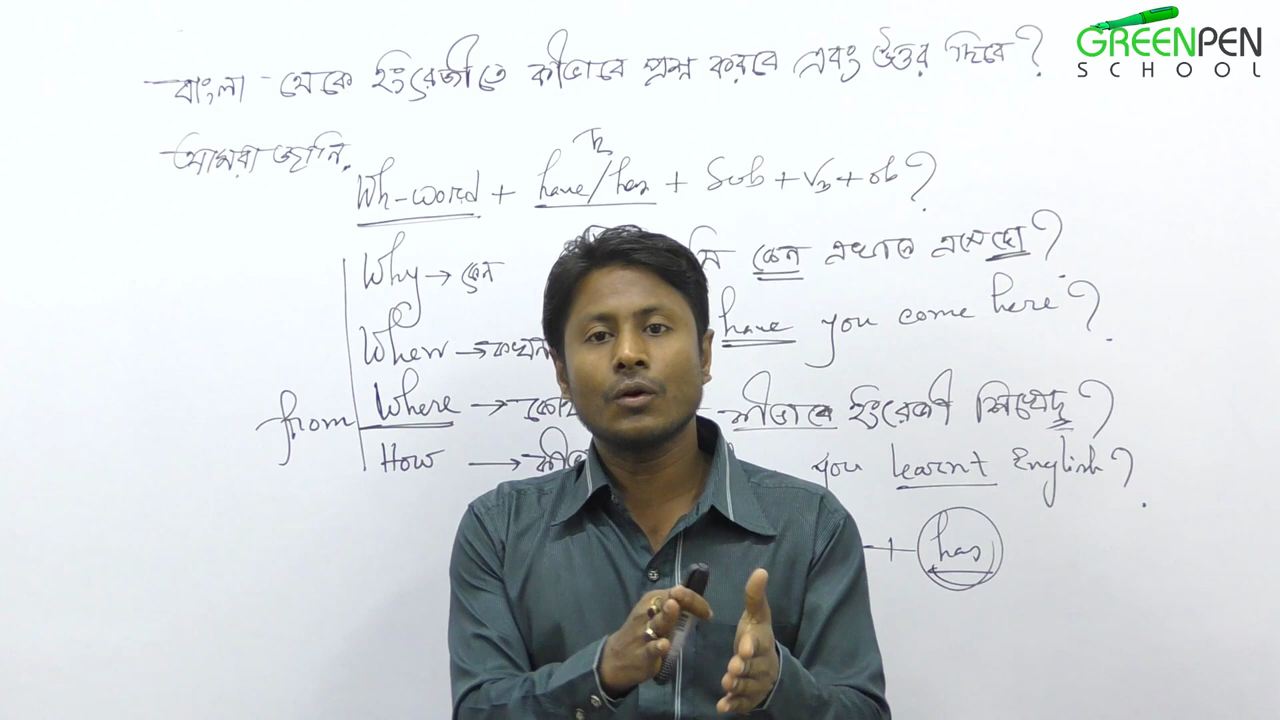 GREENPEN
SCHOOL
বাংলা থেকে ইংরেজীতে কীভাবে প্রশ্ন করবে এবং উত্তর দিবে?
আমরা জানি,
Wh-word + have/has + Sub + V3 + ob?
Why → কেন
কেন এখানে এসেছো?
When → কখন
have you come here?
from
Where →
কীভাবে ইংরেজী শিখেছ?
How →
you learnt English?
+ has